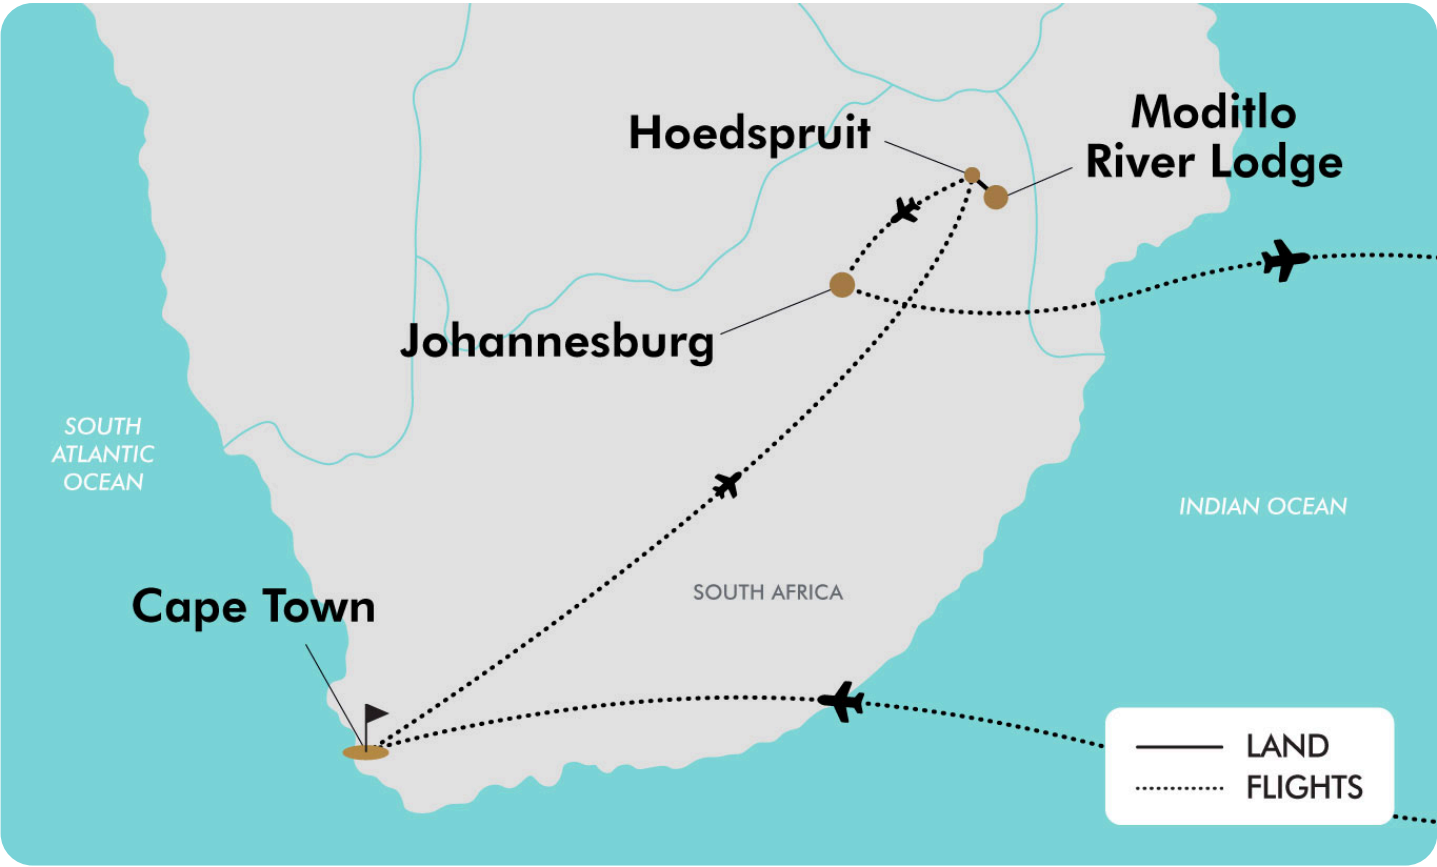 Moditlo
River Lodge
Hoedspruit
Johannesburg
SOUTH
ATLANTIC
OCEAN
INDIAN OCEAN
SOUTH AFRICA
Cape Town
LAND
FLIGHTS